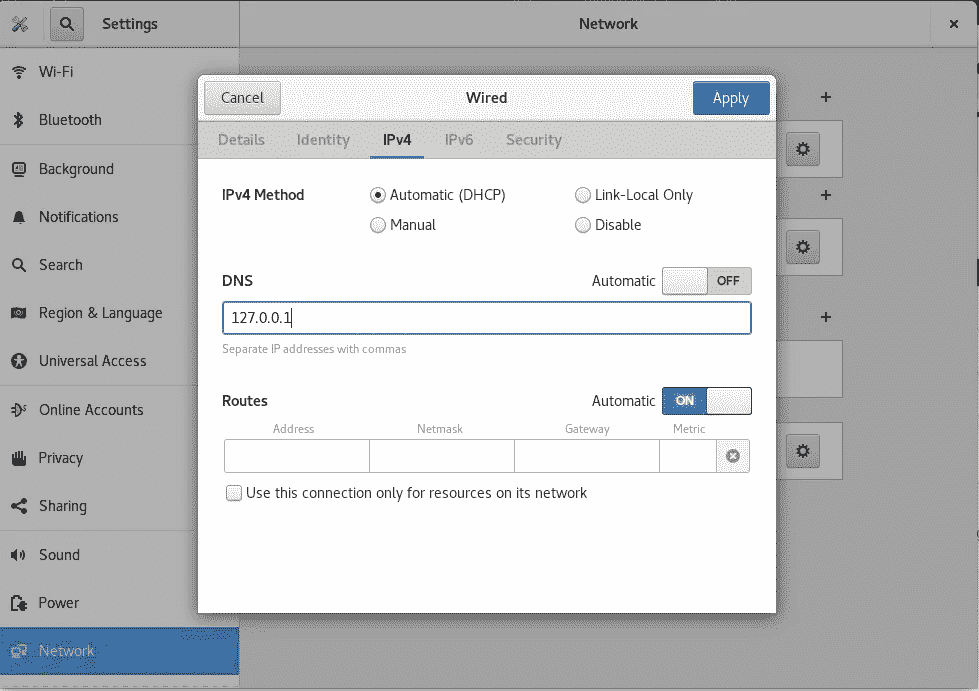 Settings
Network
Wi-Fi
Bluetooth
Background
Notifications
Search
Region & Language
Universal Access
Online Accounts
Privacy
Sharing
Sound
Power
Network
Cancel
Wired
Apply
Details Identity IPv4 IPv6 Security
IPv4 Method Automatic (DHCP) Link-Local Only
Manual Disable
DNS Automatic OFF
127.0.0.1
Separate IP addresses with commas
Routes Automatic ON
Address Netmask Gateway Metric
Use this connection only for resources on its network